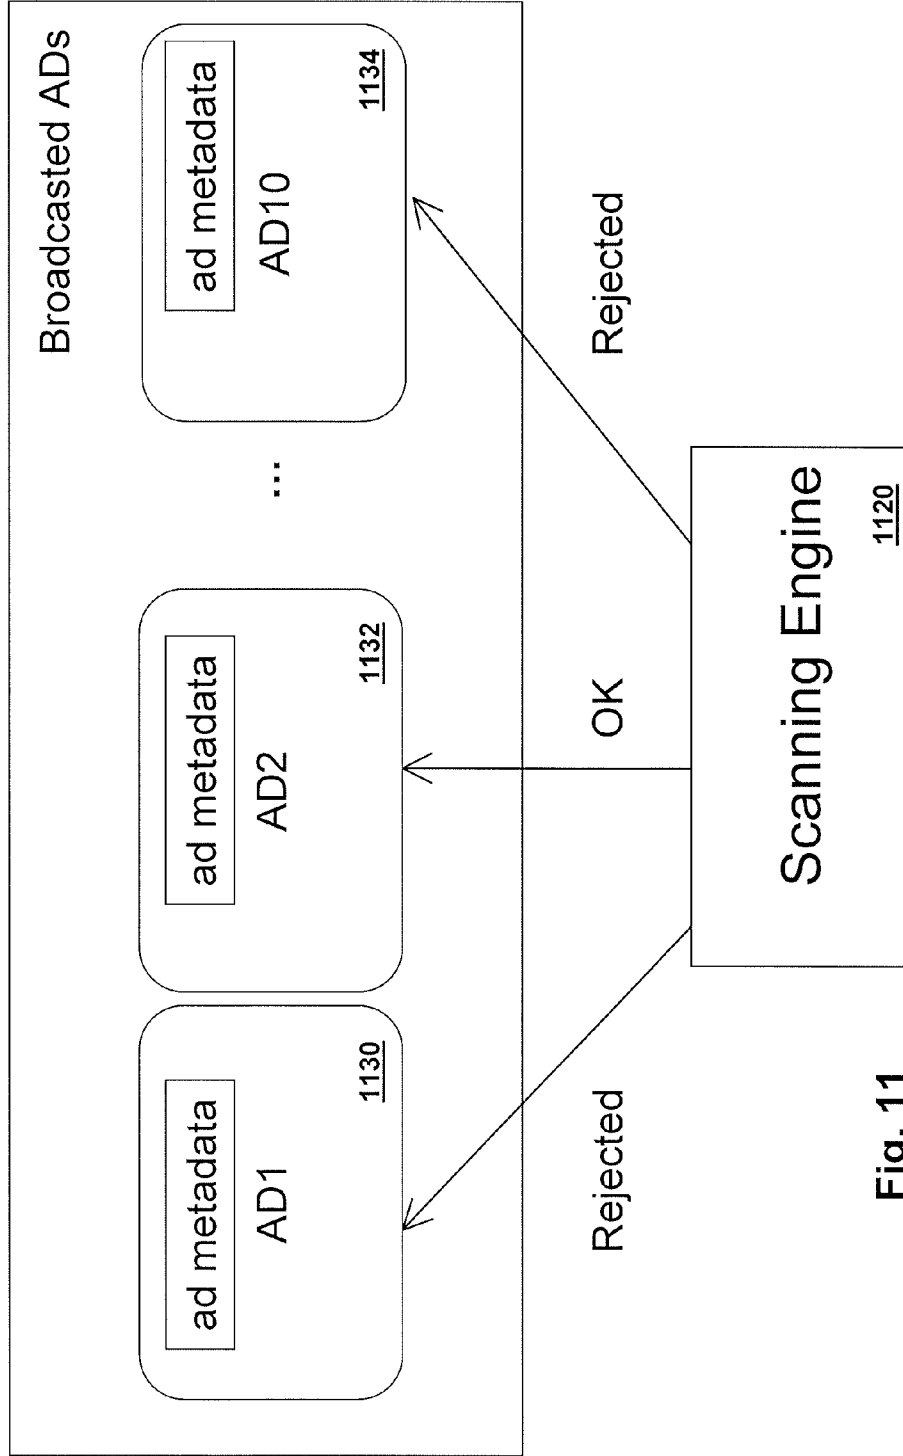 Broadcasted ADs
ad metadata
AD1
1130
ad metadata
AD2
1132
...
ad metadata
AD10
1134
Rejected
OK
Rejected
Scanning Engine
1120
Fig. 11